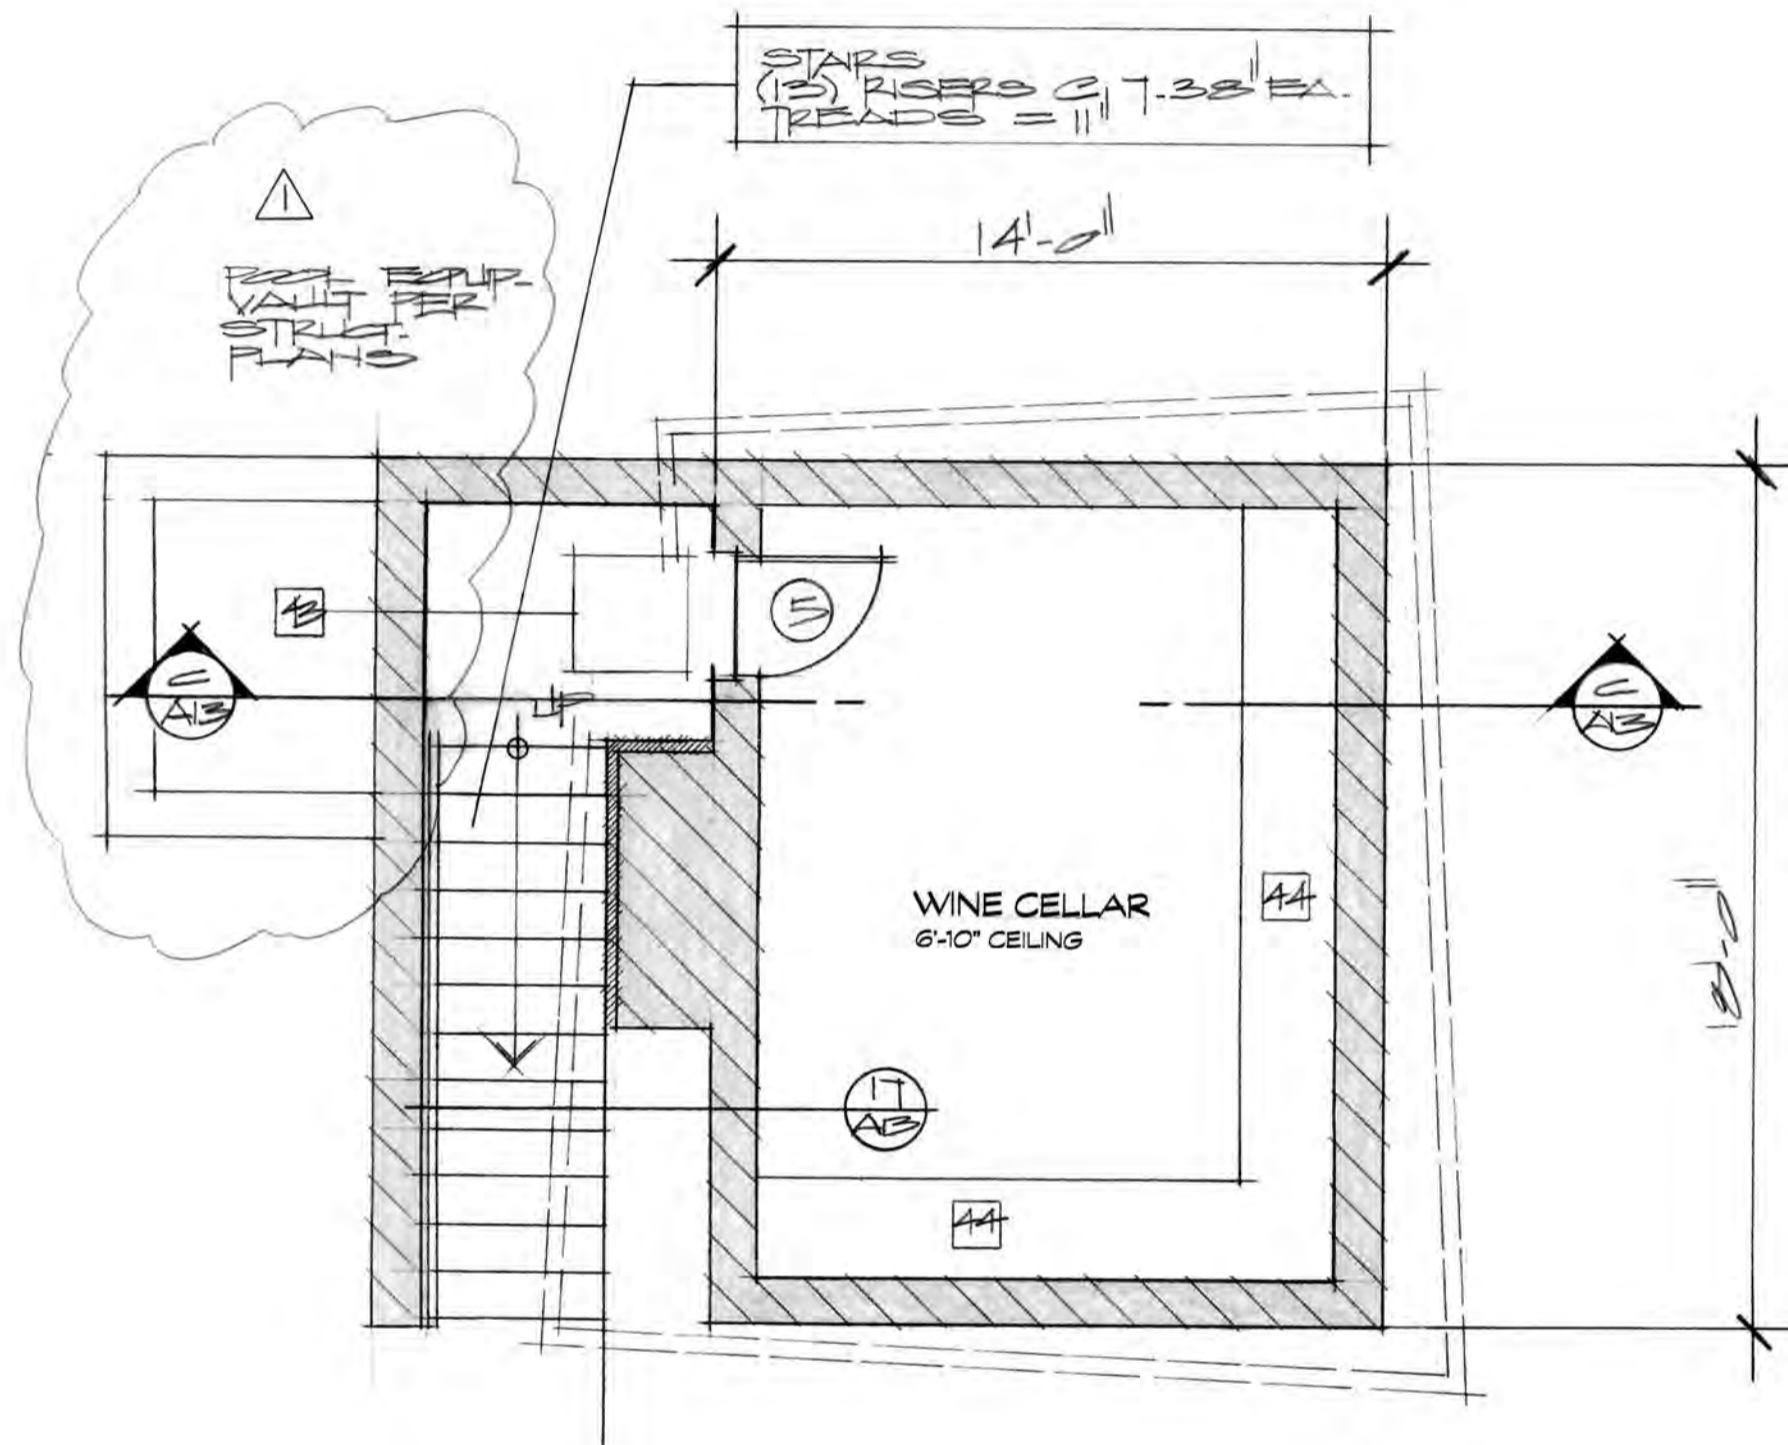 STAIRS
(13) RISERS @ 7.38" EA.
TREADS = 11"
1
14'-0"
POOL EQUIP.
VAULT PER
STRUCT.
PLANS
43
5
C
A13
UP
C
A13
WINE CELLAR
6'-10" CEILING
44
18'-0"
17
A13
44